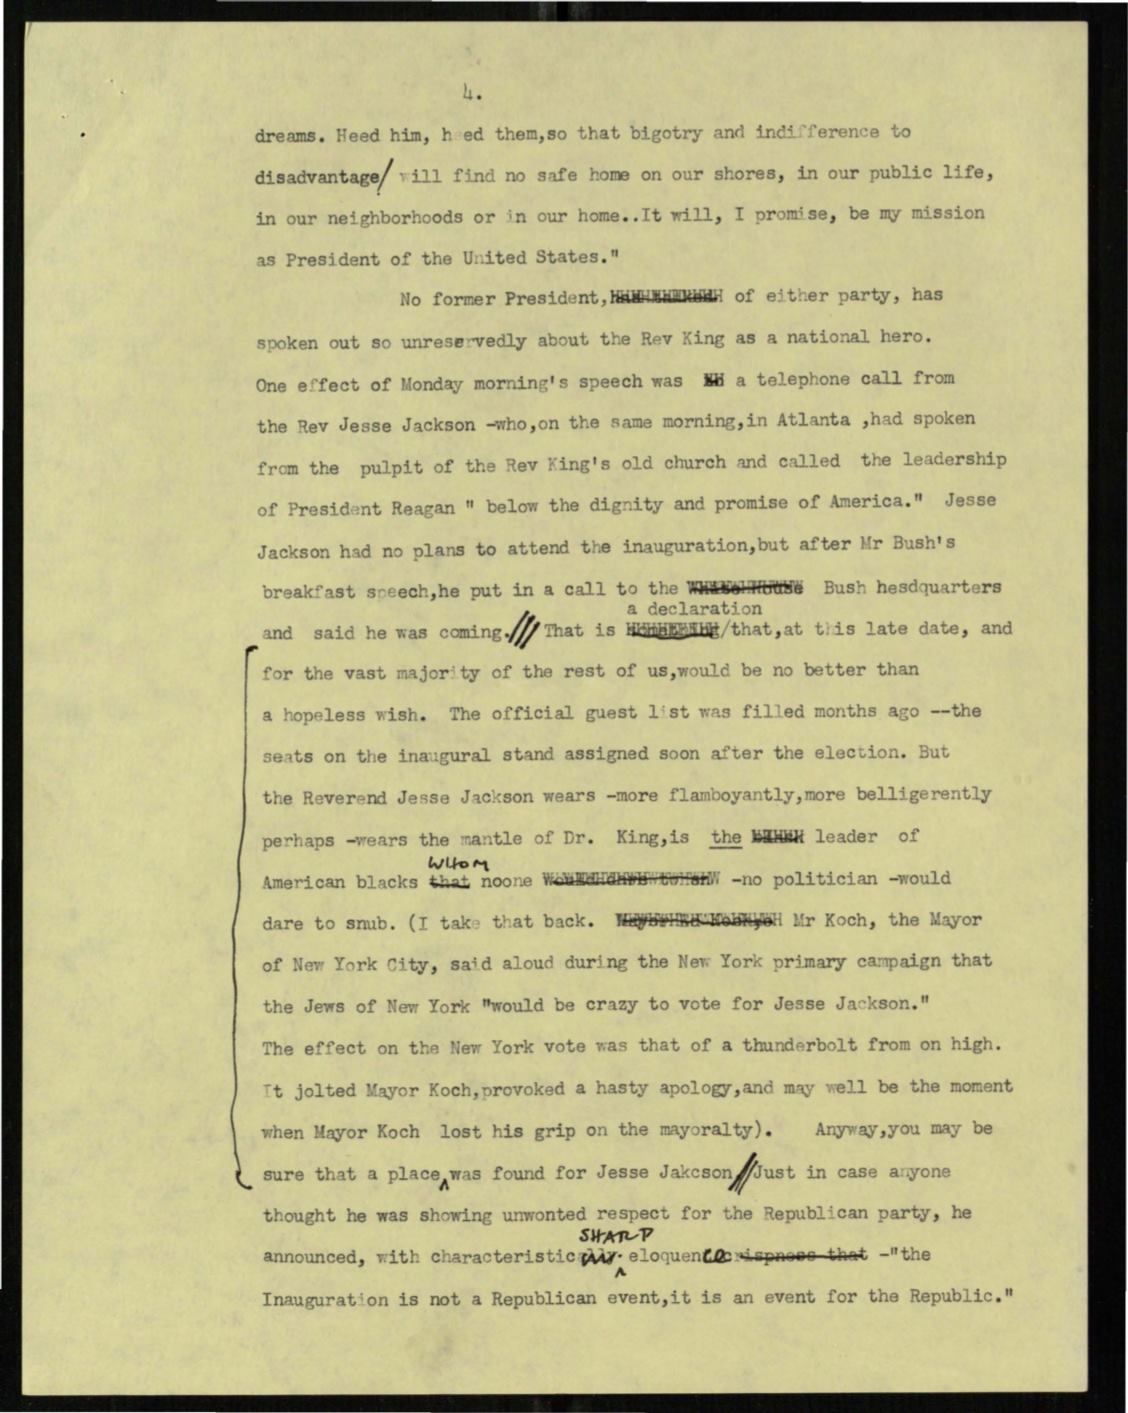 4.
dreams. Heed him, heed them,so that bigotry and indifference to
disadvantage/ will find no safe home on our shores, in our public life,
in our neighborhoods or in our home..It will, I promise, be my mission
as President of the United States."
No former President, of either party, has
spoken out so unreservedly about the Rev King as a national hero.
One effect of Monday morning's speech was a telephone call from
the Rev Jesse Jackson -who,on the same morning,in Atlanta ,had spoken
from the pulpit of the Rev King's old church and called the leadership
of President Reagan " below the dignity and promise of America." Jesse
Jackson had no plans to attend the inauguration,but after Mr Bush's
breakfast speech,he put in a call to the White House Bush hesdquarters
a declaration
and said he was coming./// That is /that,at this late date, and
for the vast majority of the rest of us,would be no better than
a hopeless wish. The official guest list was filled months ago --the
seats on the inaugural stand assigned soon after the election. But
the Reverend Jesse Jackson wears -more flamboyantly,more belligerently
perhaps -wears the mantle of Dr. King,is the leader of
WHOM
American blacks that noone -no politician -would
dare to snub. (I take that back. Mr Koch, the Mayor
of New York City, said aloud during the New York primary campaign that
the Jews of New York "would be crazy to vote for Jesse Jackson."
The effect on the New York vote was that of a thunderbolt from on high.
It jolted Mayor Koch,provoked a hasty apology,and may well be the moment
when Mayor Koch lost his grip on the mayoralty). Anyway,you may be
sure that a place was found for Jesse Jakcson.//Just in case anyone
thought he was showing unwonted respect for the Republican party, he
SHARP
announced, with characteristically eloquence crispness that -"the
Inauguration is not a Republican event,it is an event for the Republic."